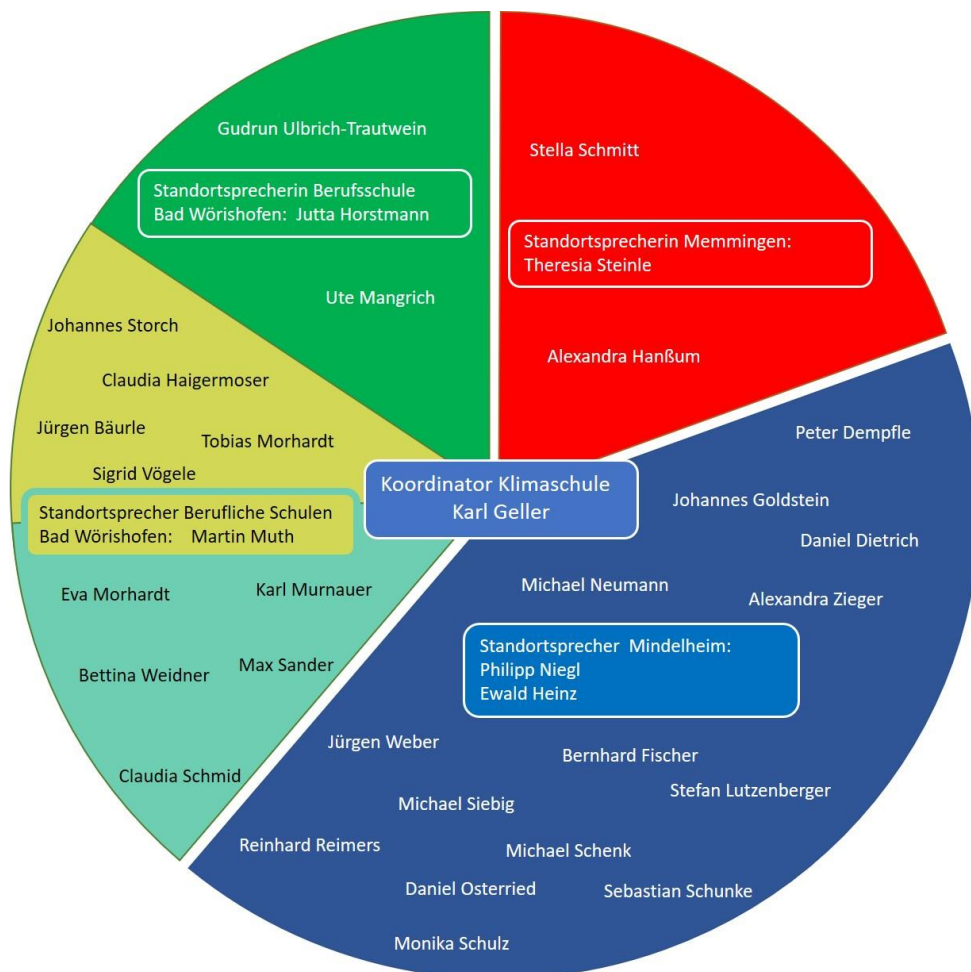 Gudrun Ulbrich-Trautwein
Standortsprecherin Berufsschule
Bad Wörishofen: Jutta Horstmann
Ute Mangrich
Stella Schmitt
Standortsprecherin Memmingen:
Theresia Steinle
Alexandra Hanßum
Johannes Storch
Claudia Haigermoser
Jürgen Bäurle
Tobias Morhardt
Sigrid Vögele
Standortsprecher Berufliche Schulen
Bad Wörishofen: Martin Muth
Eva Morhardt
Karl Murnauer
Max Sander
Bettina Weidner
Claudia Schmid
Koordinator Klimaschule
Karl Geller
Peter Dempfle
Johannes Goldstein
Daniel Dietrich
Michael Neumann
Alexandra Zieger
Standortsprecher Mindelheim:
Philipp Niegl
Ewald Heinz
Jürgen Weber
Bernhard Fischer
Stefan Lutzenberger
Michael Siebig
Reinhard Reimers
Michael Schenk
Daniel Osterried
Sebastian Schunke
Monika Schulz